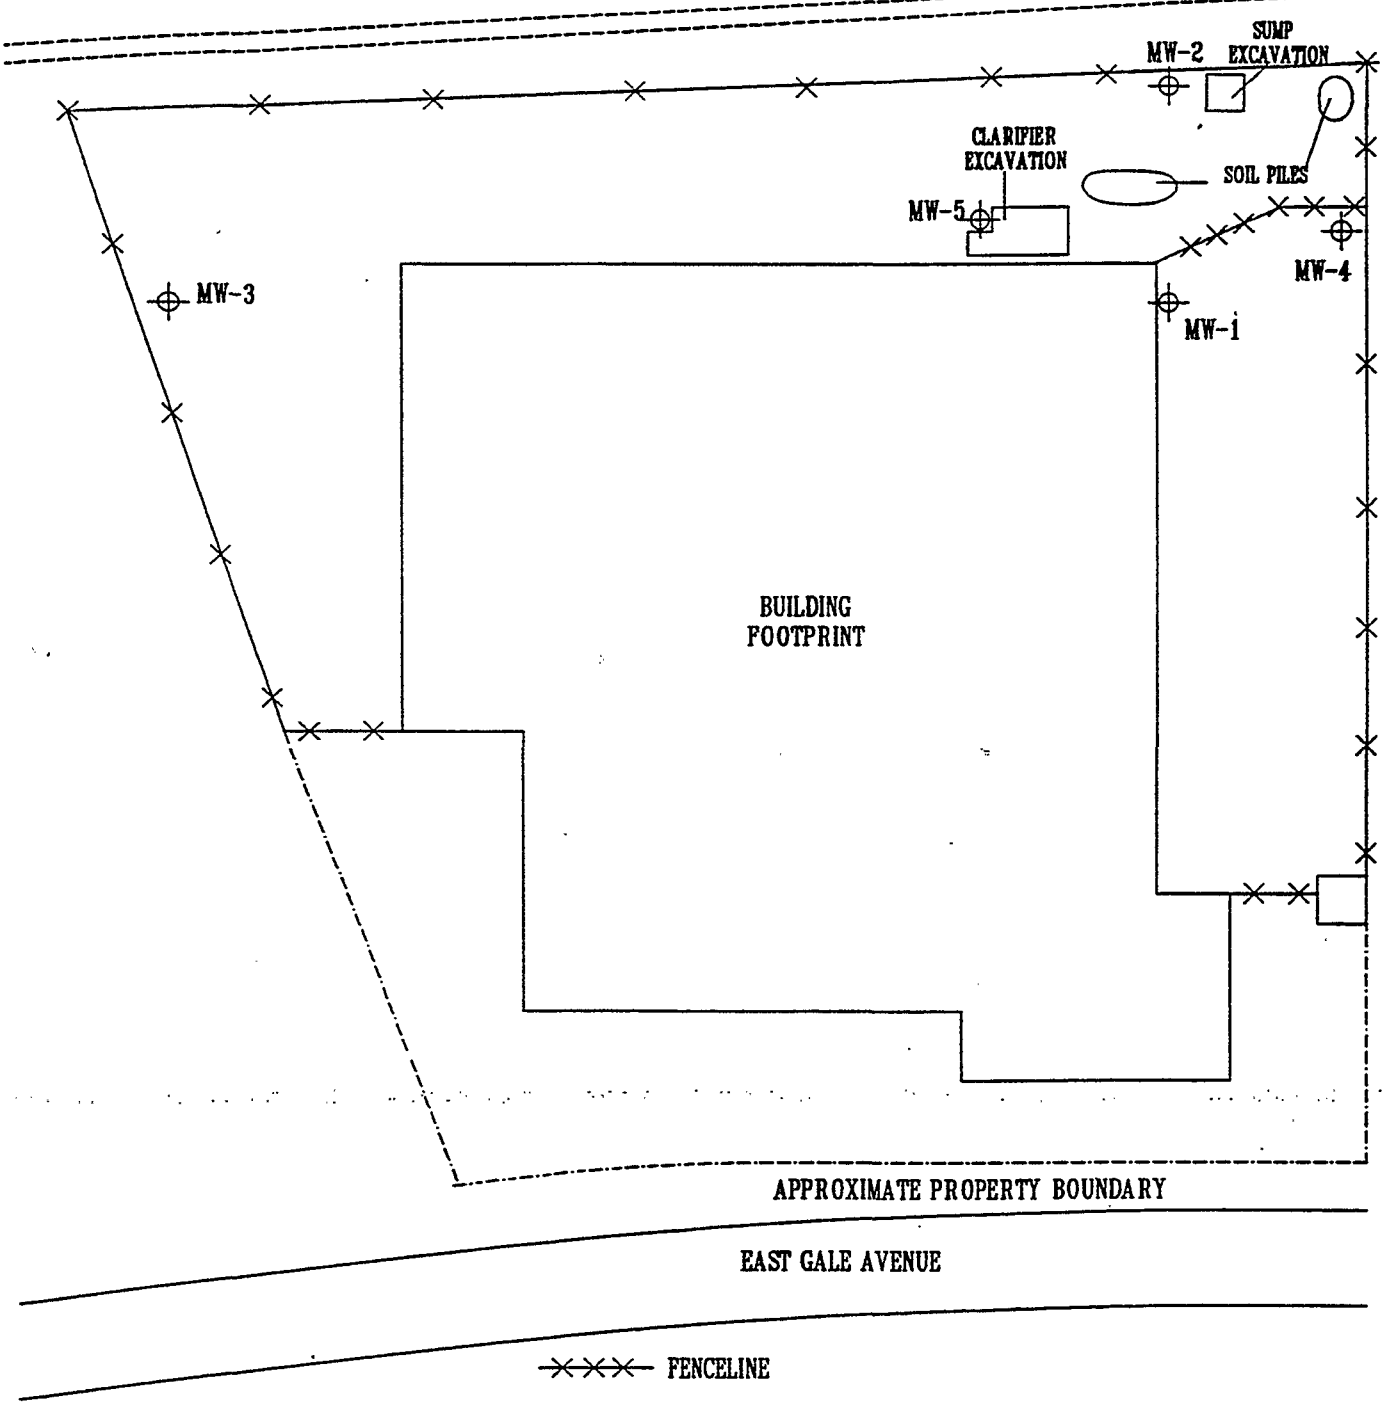 SUMP
EXCAVATION
MW-2
CLARIFIER
EXCAVATION
SOIL PILES
MW-5
MW-4
MW-3
MW-1
BUILDING
FOOTPRINT
APPROXIMATE PROPERTY BOUNDARY
EAST GALE AVENUE
FENCELINE